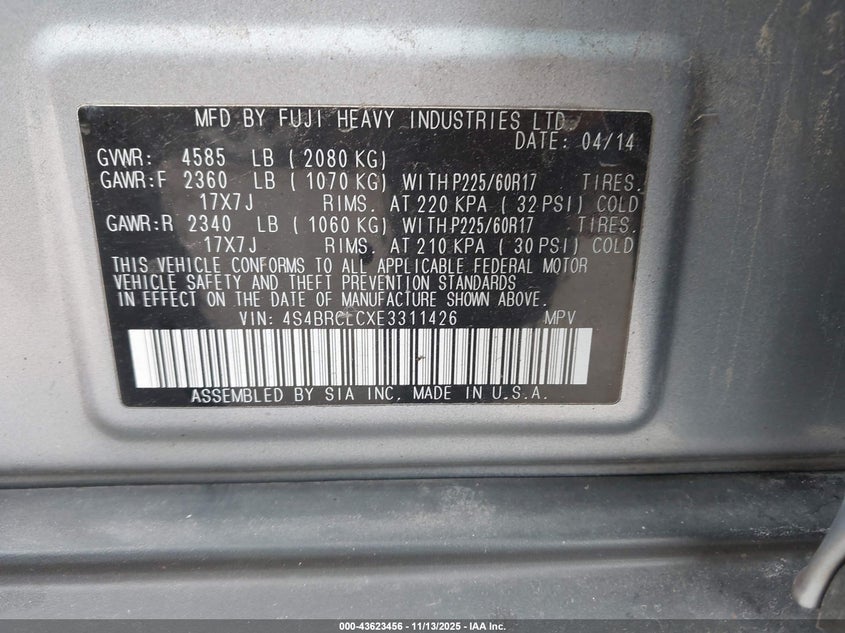 MFD BY FUJI HEAVY INDUSTRIES LTD.
DATE: 04/14
GVWR: 4585 LB ( 2080 KG)
GAWR:F 2360 LB ( 1070 KG) WITH P225/60R17 TIRES.
17X7J RIMS. AT 220 KPA ( 32 PSI) COLD
GAWR:R 2340 LB ( 1060 KG) WITH P225/60R17 TIRES.
17X7J RIMS. AT 210 KPA ( 30 PSI) COLD
THIS VEHICLE CONFORMS TO ALL APPLICABLE FEDERAL MOTOR
VEHICLE SAFETY AND THEFT PREVENTION STANDARDS
IN EFFECT ON THE DATE OF MANUFACTURE SHOWN ABOVE.
VIN: 4S4BRCLCXE3311426 MPV
ASSEMBLED BY SIA INC. MADE IN U.S.A.
000-43623456 - 11/13/2025 - IAA Inc.